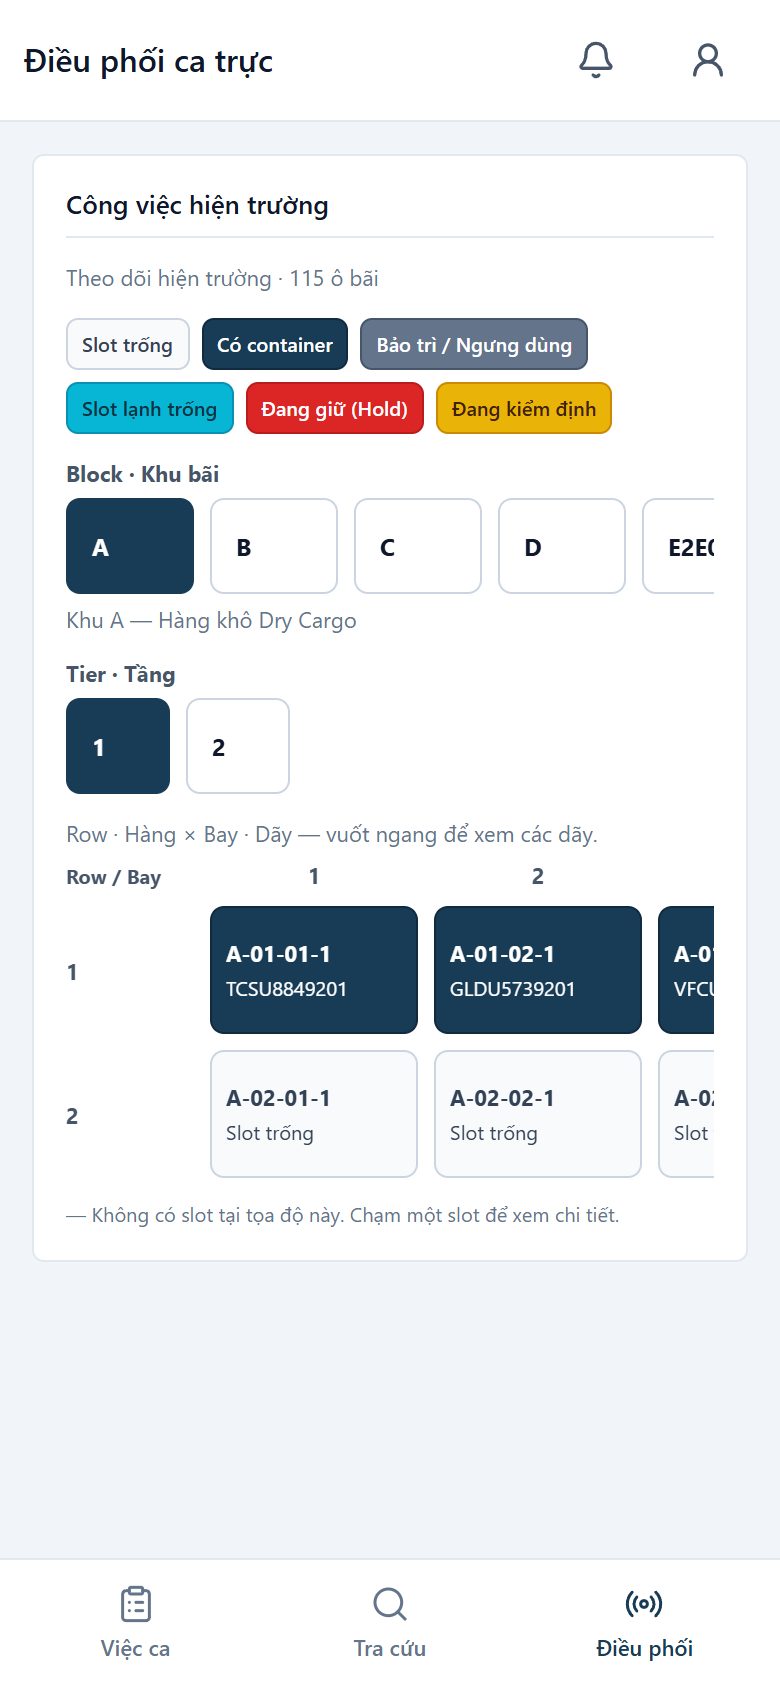 Điều phối ca trực
Công việc hiện trường
Theo dõi hiện trường · 115 ô bãi
Slot trống
Có container
Bảo trì / Ngưng dùng
Slot lạnh trống
Đang giữ (Hold)
Đang kiểm định
Block · Khu bãi
A
B
C
D
Khu A — Hàng khô Dry Cargo
Tier · Tầng
1
2
Row · Hàng × Bay · Dãy — vuốt ngang để xem các dãy.
Row / Bay
1
2
1
A-01-01-1
TCSU8849201
A-01-02-1
GLDU5739201
2
A-02-01-1
Slot trống
A-02-02-1
Slot trống
Slot
— Không có slot tại tọa độ này. Chạm một slot để xem chi tiết.
Việc ca
Tra cứu
Điều phối